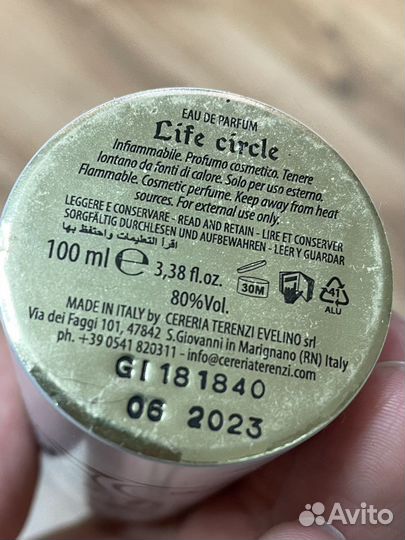 EAU DE PARFUM
Life circle
Infiammabile. Profumo cosmetico. Tenere
lontano da fonti di calore. Solo per uso esterno.
Flammable. Cosmetic perfume. Keep away from heat
sources. For external use only.
LEGGERE E CONSERVARE - READ AND RETAIN - LIRE ET CONSERVER
SORGFÄLTIG DURCHLESEN UND AUFBEWAHREN - LEER Y GUARDAR
اقرأ التعليمات واحتفظ بها
100 ml e 3,38 fl.oz.
80%Vol.
30M
41
ALU
MADE IN ITALY by CERERIA TERENZI EVELINO srl
Via dei Faggi 101, 47842 S.Giovanni in Marignano (RN) Italy
ph. +39 0541 820311 - info@cereriaterenzi.com
GI181840
06 2023
Avito